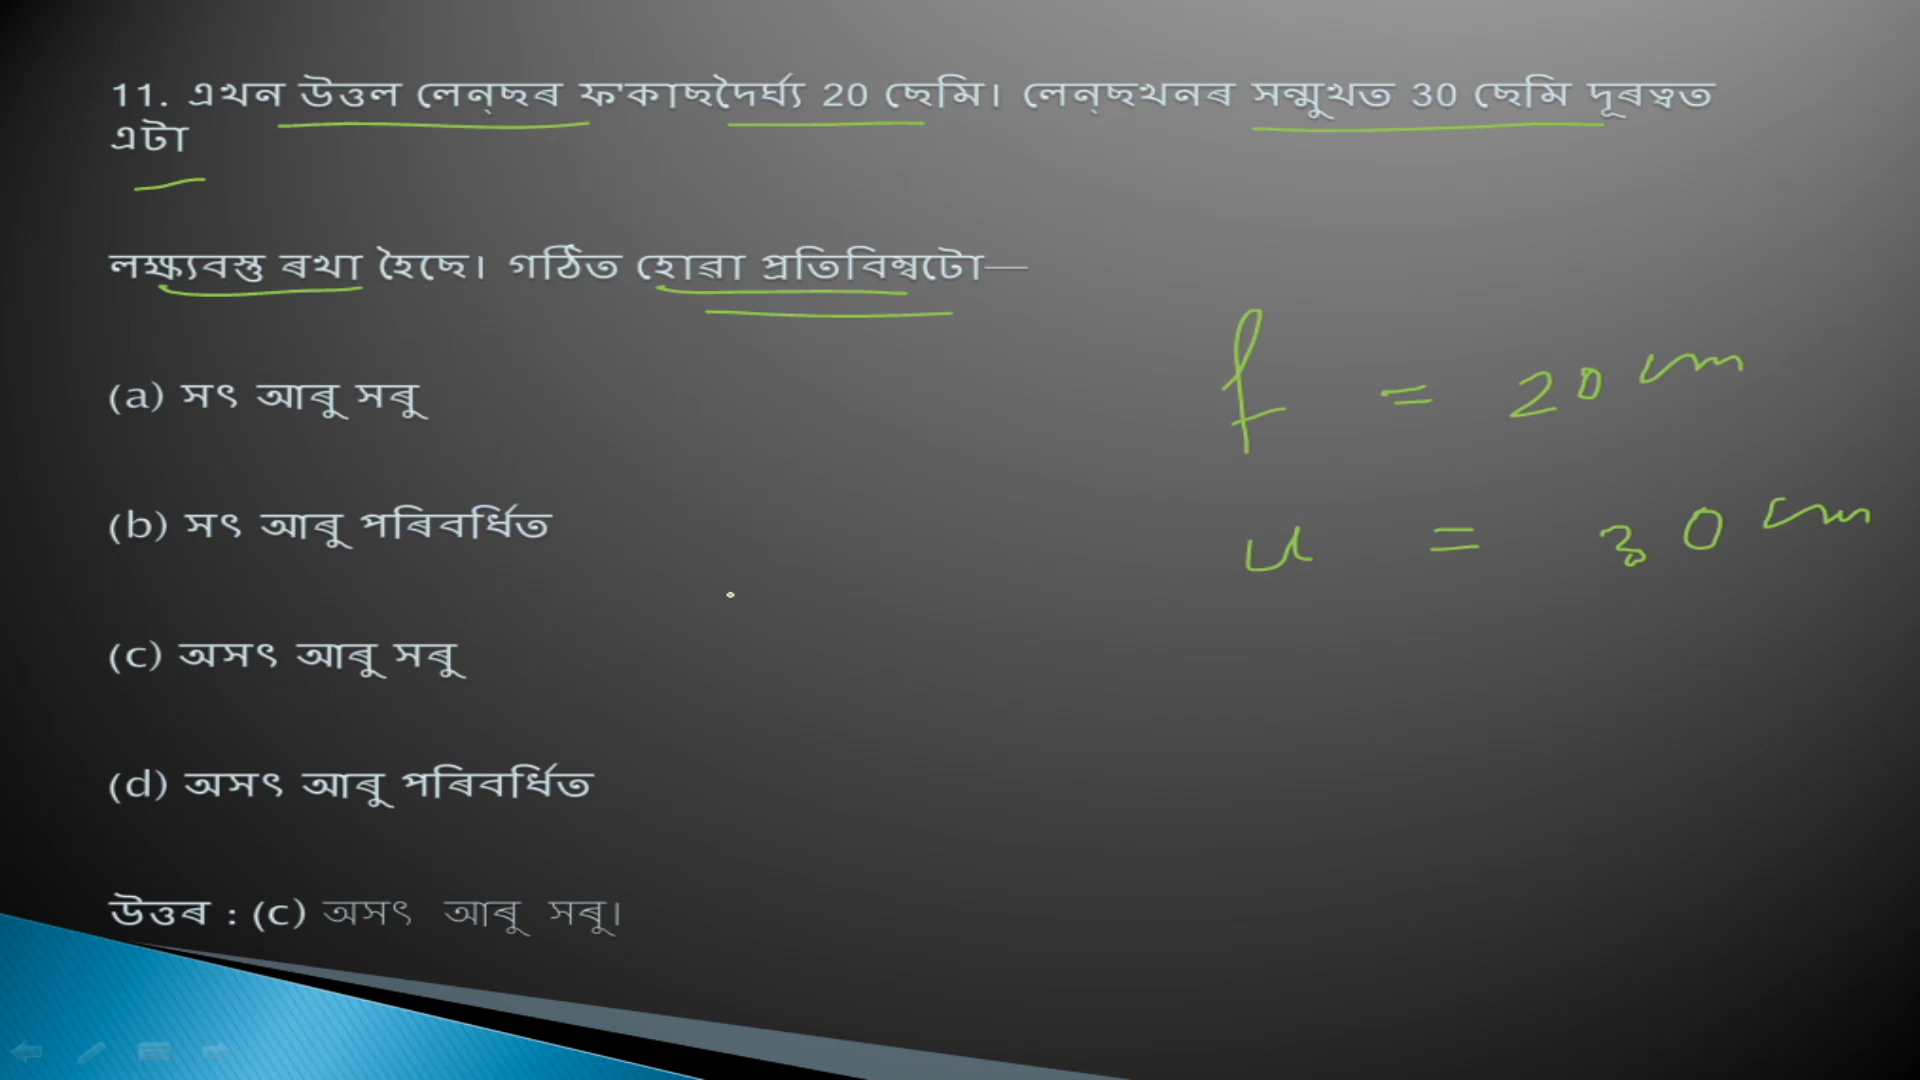 11. এখন উত্তল লেন্‌ছৰ ফ'কাছদৈৰ্ঘ্য 20 ছেমি। লেন্‌ছখনৰ সন্মুখত 30 ছেমি দূৰত্বত
এটা
লক্ষ্যবস্তু ৰখা হৈছে। গঠিত হোৱা প্ৰতিবিম্বটো—
f = 20 cm
(a) সৎ আৰু সৰু
(b) সৎ আৰু পৰিবৰ্ধিত
u = 30 cm
(c) অসৎ আৰু সৰু
(d) অসৎ আৰু পৰিবৰ্ধিত
উত্তৰ : (c) অসৎ আৰু সৰু।